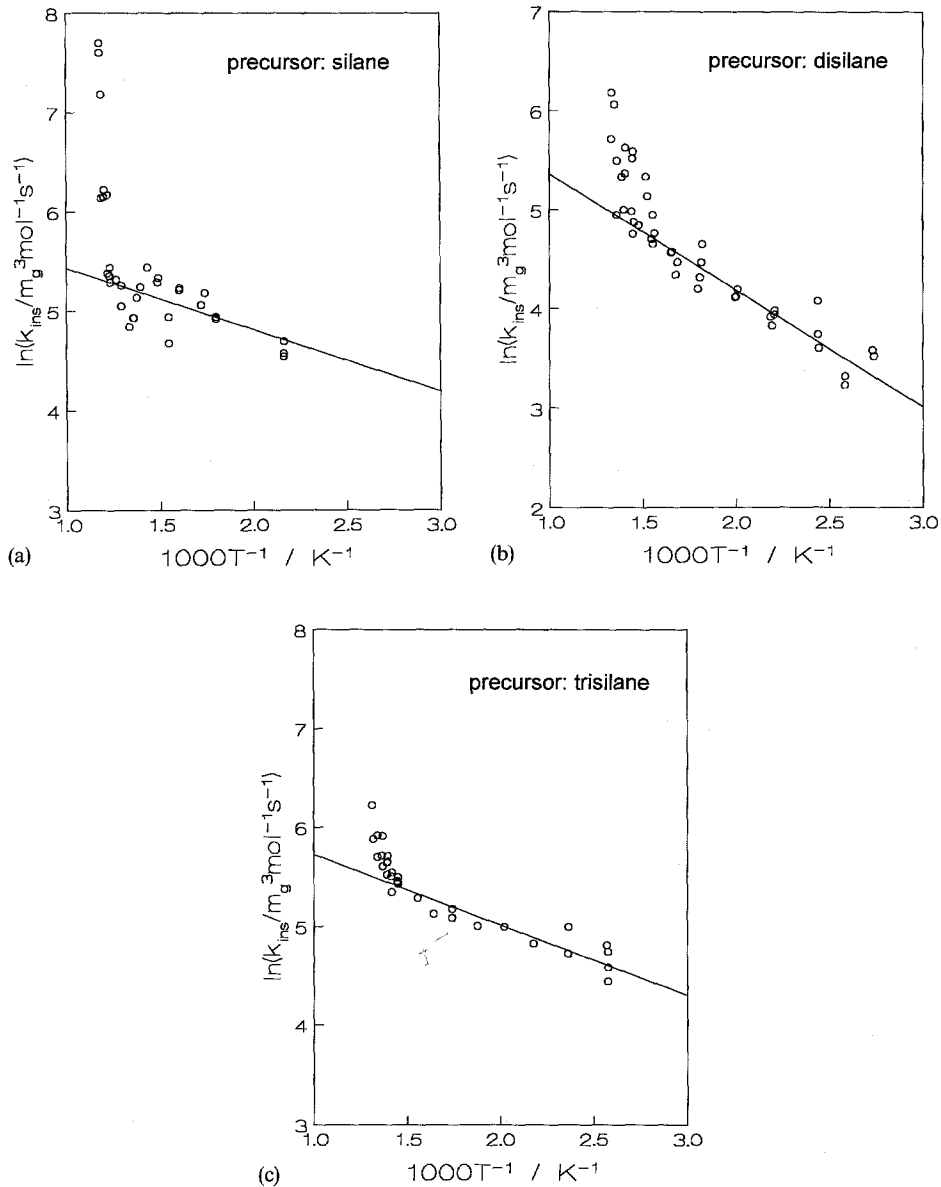 (a)
precursor: silane
ln(k_ins/m_g^3mol^-1s^-1)
8
7
6
5
4
3
1.0
1.5
2.0
2.5
3.0
1000T^-1 / K^-1
(b)
precursor: disilane
ln(k_ins/m_g^3mol^-1s^-1)
7
6
5
4
3
2
1.0
1.5
2.0
2.5
3.0
1000T^-1 / K^-1
(c)
precursor: trisilane
ln(k_ins/m_g^3mol^-1s^-1)
8
7
6
5
4
3
1.0
1.5
2.0
2.5
3.0
1000T^-1 / K^-1